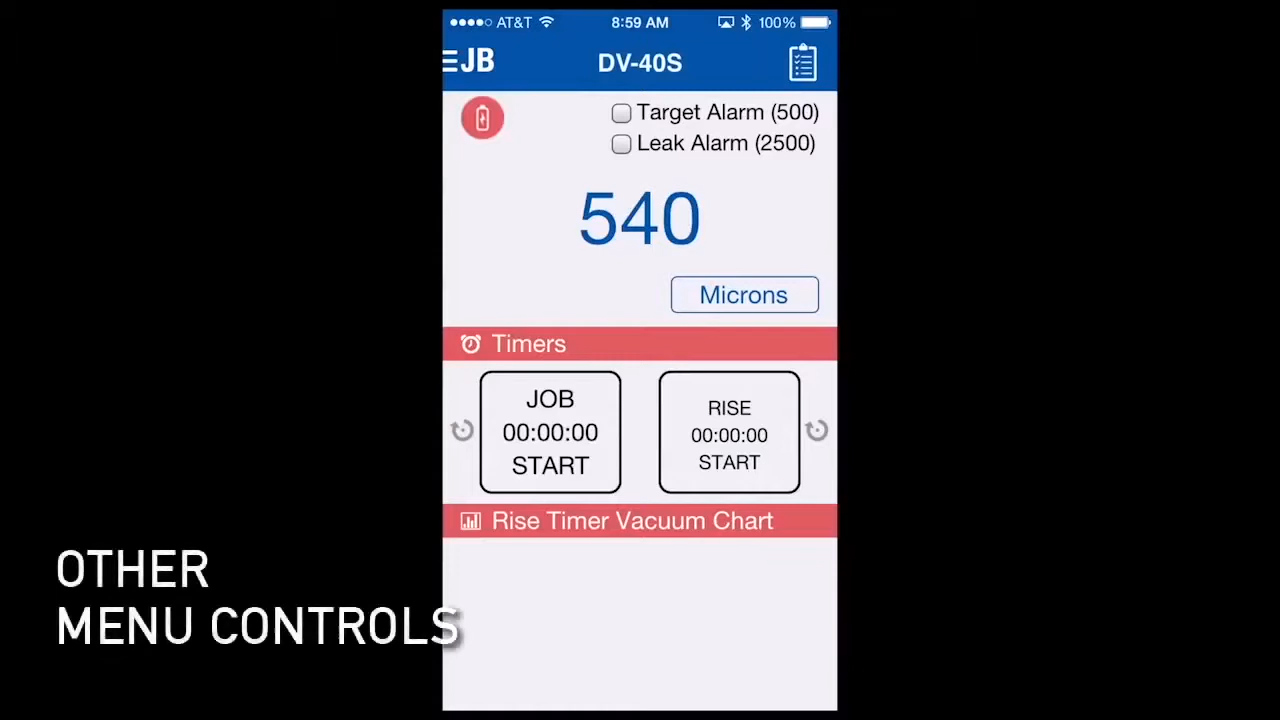 AT&T 8:59 AM 100%
JB DV-40S
Target Alarm (500)
Leak Alarm (2500)
540
Microns
Timers
JOB
00:00:00
START
RISE
00:00:00
START
Rise Timer Vacuum Chart
OTHER
MENU CONTROLS